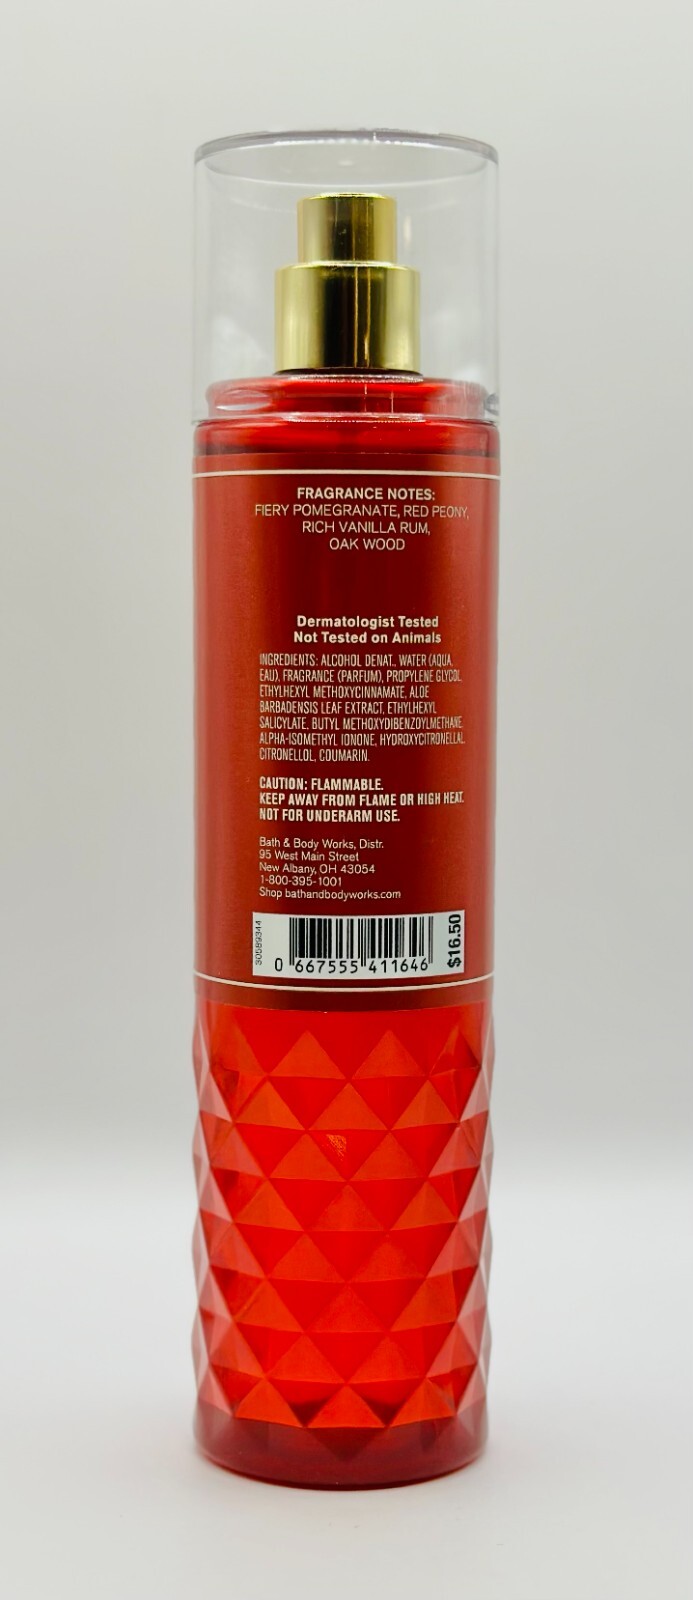 FRAGRANCE NOTES:
FIERY POMEGRANATE, RED PEONY,
RICH VANILLA RUM,
OAK WOOD
Dermatologist Tested
Not Tested on Animals
INGREDIENTS: ALCOHOL DENAT., WATER (AQUA,
EAU), FRAGRANCE (PARFUM), PROPYLENE GLYCOL,
ETHYLHEXYL METHOXYCINNAMATE, ALOE
BARBADENSIS LEAF EXTRACT, ETHYLHEXYL
SALICYLATE, BUTYL METHOXYDIBENZOYLMETHANE,
ALPHA-ISOMETHYL IONONE, HYDROXYCITRONELLAL,
CITRONELLOL, COUMARIN.
CAUTION: FLAMMABLE.
KEEP AWAY FROM FLAME OR HIGH HEAT.
NOT FOR UNDERARM USE.
Bath & Body Works, Distr.
95 West Main Street
New Albany, OH 43054
1-800-395-1001
Shop bathandbodyworks.com
30589344
0 667555 411646
$16.50